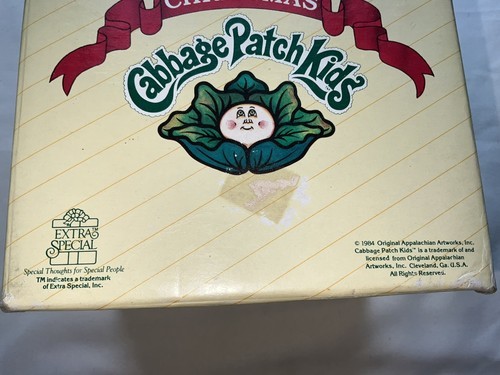 CHRISTMAS
Cabbage Patch Kids
EXTRA
SPECIAL
TM
Special Thoughts for Special People
TM indicates a trademark
of Extra Special, Inc.
© 1984 Original Appalachian Artworks, Inc.
Cabbage Patch Kids™ is a trademark of and
licensed from Original Appalachian
Artworks, Inc. Cleveland, Ga. U.S.A.
All Rights Reserved.